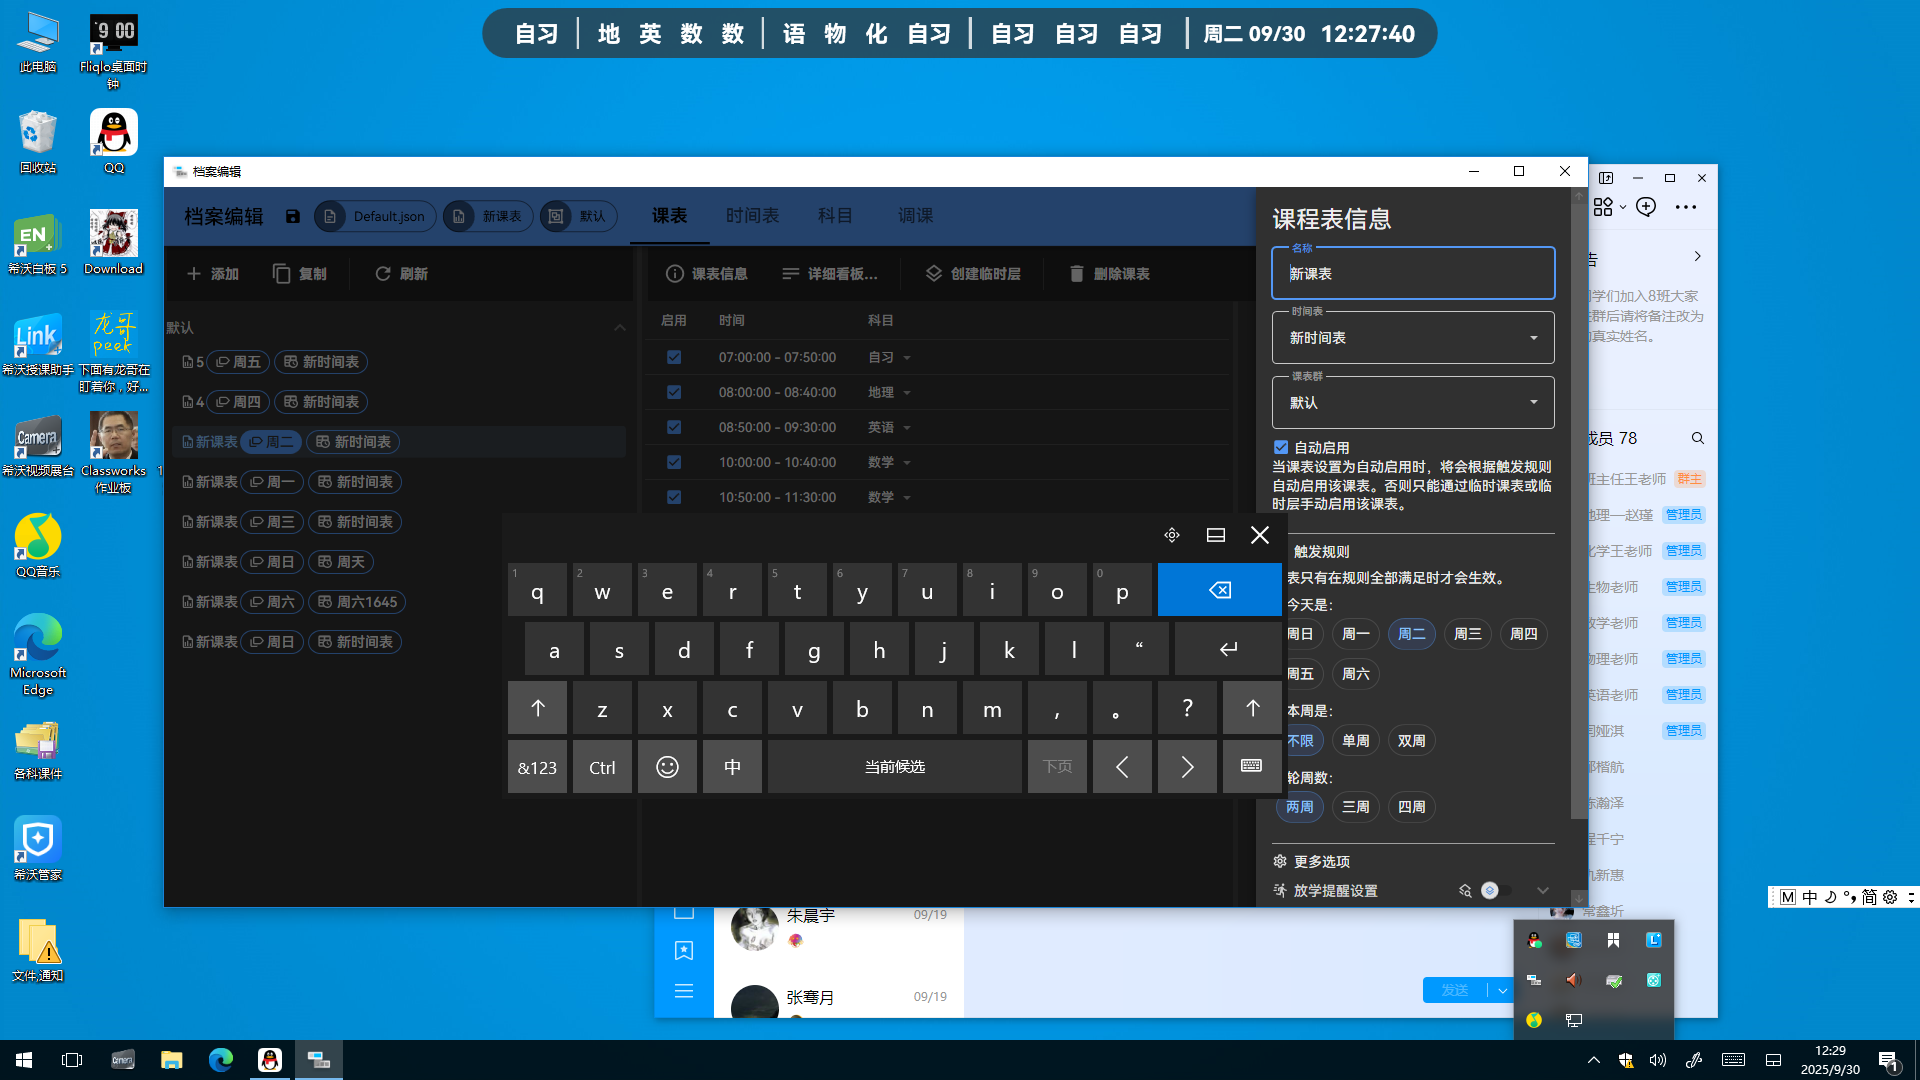 自习 | 地 英 数 数 | 语 物 化 自习 | 自习 自习 自习 | 周二 09/30 12:27:40
此电脑
Fliqlo桌面时钟
回收站
QQ
希沃白板 5
Download
希沃授课助手
下面有龙哥在盯着你，好...
龙哥
peek
希沃视频展台
Classworks作业板
QQ音乐
Microsoft Edge
各科课件
希沃管家
文件,通知
档案编辑
档案编辑
Default.json
新课表
默认
课表
时间表
科目
调课
添加
复制
刷新
课表信息
详细看板...
创建临时层
删除课表
默认
5 周五 新时间表
4 周四 新时间表
新课表 周二 新时间表
新课表 周一 新时间表
新课表 周三 新时间表
新课表 周日 周天
新课表 周六 周六1645
新课表 周日 新时间表
启用 时间 科目
07:00:00 - 07:50:00 自习
08:00:00 - 08:40:00 地理
08:50:00 - 09:30:00 英语
10:00:00 - 10:40:00 数学
10:50:00 - 11:30:00 数学
课程表信息
名称
新课表
时间表
新时间表
课表群
默认
自动启用
当课表设置为自动启用时，将会根据触发规则
自动启用该课表。否则只能通过临时课表或临
时层手动启用该课表。
触发规则
表只有在规则全部满足时才会生效。
今天是:
周日 周一 周二 周三 周四
周五 周六
本周是:
不限 单周 双周
轮周数:
两周 三周 四周
更多选项
放学提醒设置
1 q 2 w 3 e 4 r 5 t 6 y 7 u 8 i 9 o 0 p
a s d f g h j k l “
z x c v b n m , 。 ?
&123 Ctrl 中 当前候选 下页
告
学们加入8班大家
群后请将备注改为
真实姓名。
成员 78
班主任王老师 群主
地理—赵瑾 管理员
化学王老师 管理员
生物老师 管理员
数学老师 管理员
物理老师 管理员
英语老师 管理员
娅淇 管理员
楷航
瀚泽
千宁
新惠
常鑫圻
朱晨宇 09/19
张骞月 09/19
发送
M 中 简
12:29
2025/9/30
1